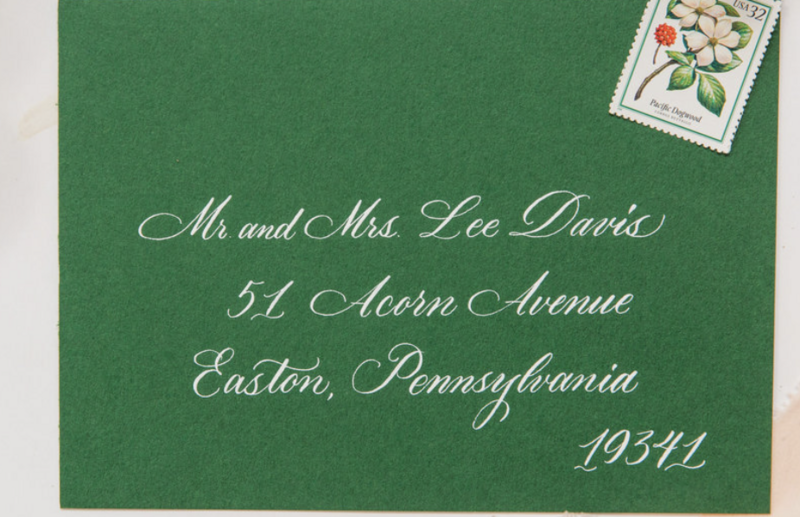 USA 32
Pacific Dogwood
Mr. and Mrs. Lee Davis
51 Acorn Avenue
Easton, Pennsylvania
19341